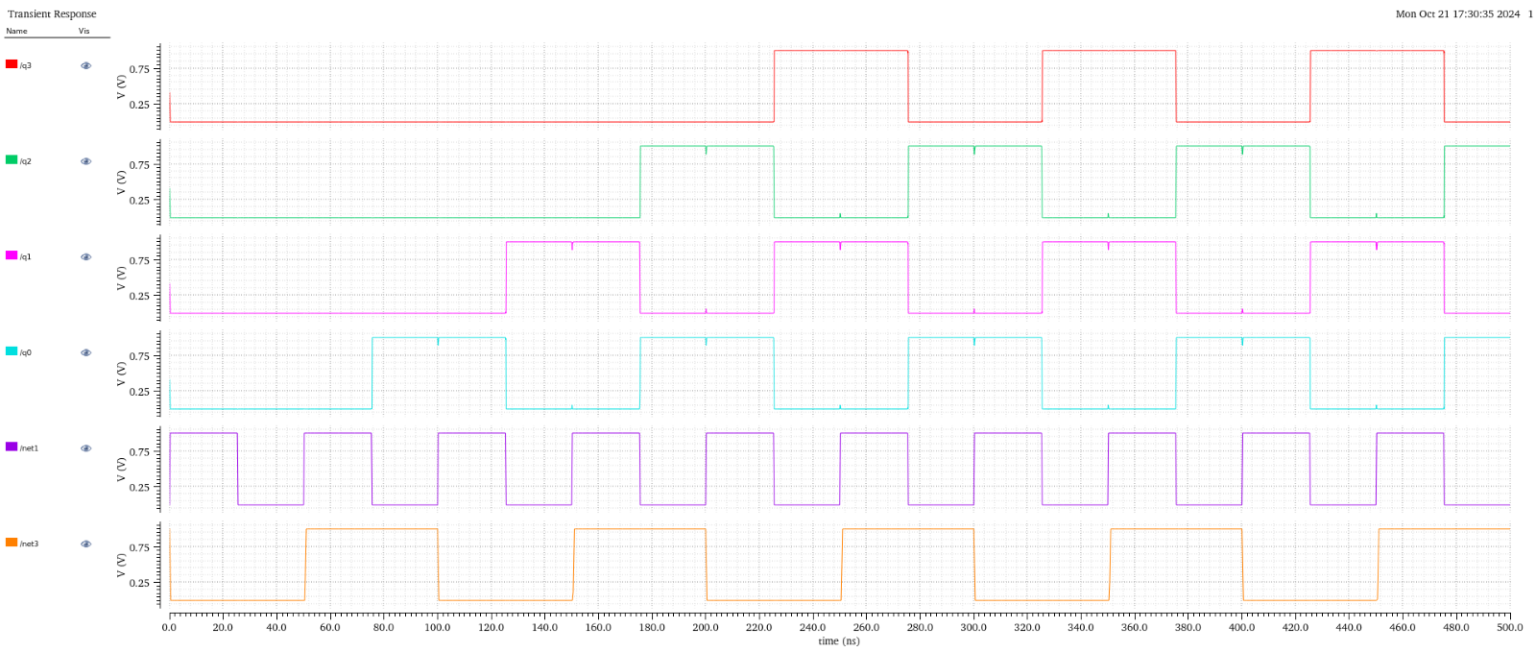 Transient Response
Mon Oct 21 17:30:35 2024 1
Name Vis
/q3
V (V)
0.75
0.25
/q2
V (V)
0.75
0.25
/q1
V (V)
0.75
0.25
/q0
V (V)
0.75
0.25
/net1
V (V)
0.75
0.25
/net3
V (V)
0.75
0.25
0.0 20.0 40.0 60.0 80.0 100.0 120.0 140.0 160.0 180.0 200.0 220.0 240.0 260.0 280.0 300.0 320.0 340.0 360.0 380.0 400.0 420.0 440.0 460.0 480.0 500.0
time (ns)